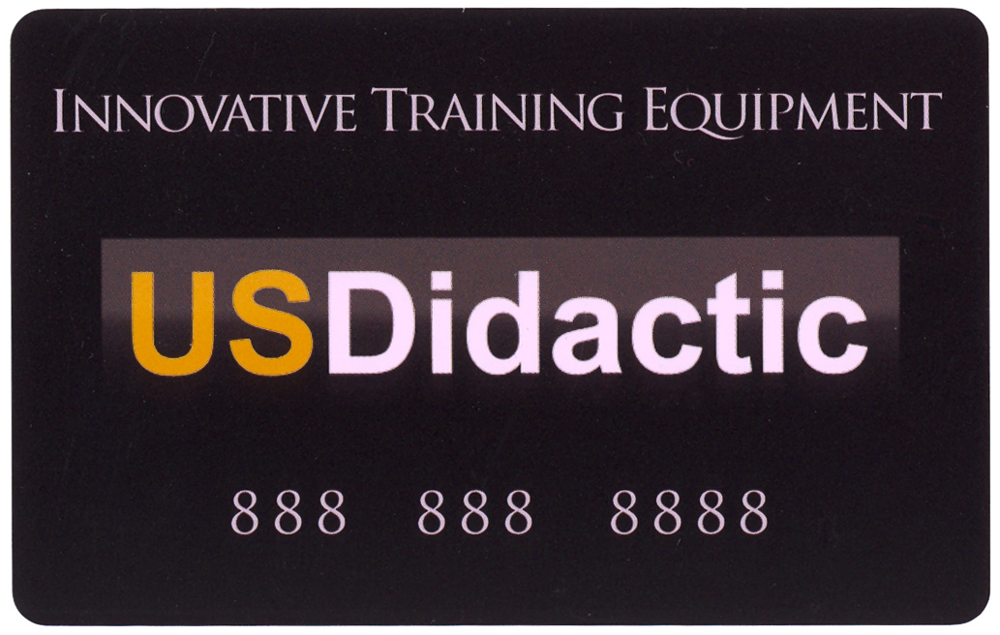 INNOVATIVE TRAINING EQUIPMENT
USDidactic
888 888 8888